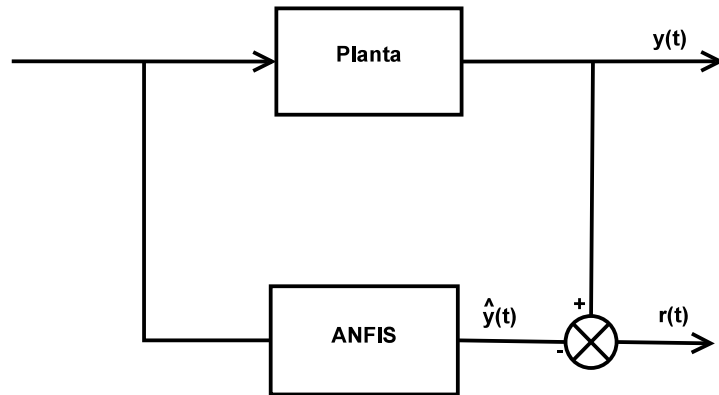 Planta
y(t)
+
ŷ(t)
-
r(t)
ANFIS